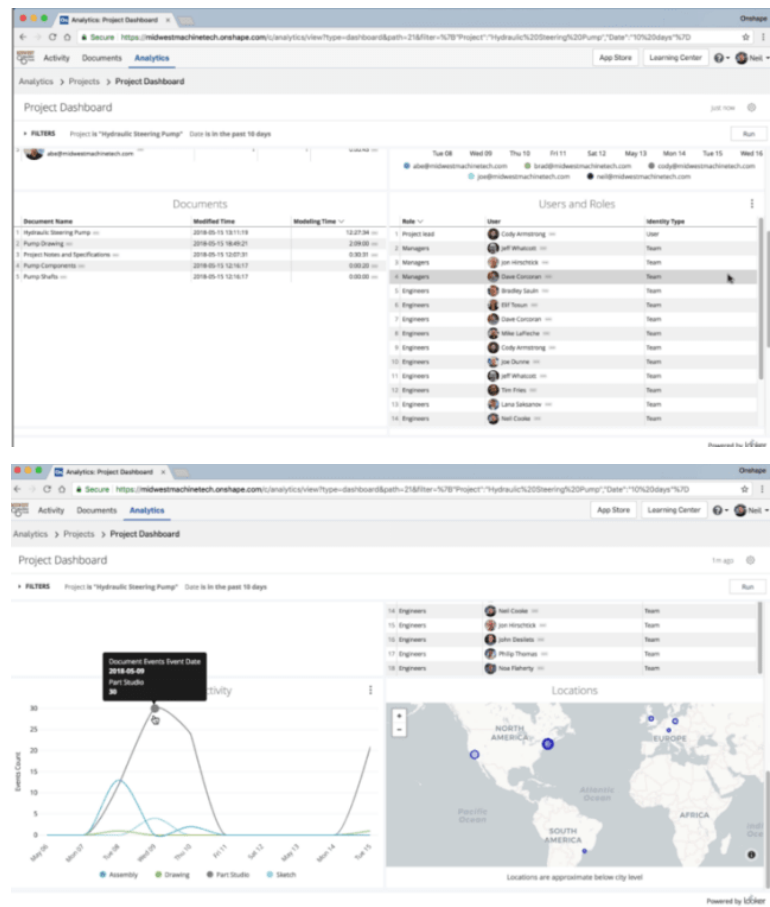 Analytics: Project Dashboard
Onshape
Secure https://midwestmachinetech.onshape.com/c/analytics/view?type=dashboard&path=21&filter=%7B"Project":"Hydraulic%20Steering%20Pump","Date":"10%20days"%7D
Activity Documents Analytics App Store Learning Center Neil
Analytics > Projects > Project Dashboard
Project Dashboard just now
FILTERS Project is "Hydraulic Steering Pump" Date is in the past 10 days Run
abe@midwestmachinetech.com
Tue 08 Wed 09 Thu 10 Fri 11 Sat 12 May 13 Mon 14 Tue 15 Wed 16
abe@midwestmachinetech.com brad@midwestmachinetech.com cody@midwestmachinetech.com
joe@midwestmachinetech.com neil@midwestmachinetech.com
Documents
Document Name Modified Time Modeling Time
1 Hydraulic Steering Pump 2018-05-15 13:11:19 12:27:04
2 Pump Drawing 2018-05-15 18:49:21 2:09:00
3 Project Notes and Specifications 2018-05-15 12:07:31 0:30:31
4 Pump Components 2018-05-15 12:16:17 0:00:20
5 Pump Shafts 2018-05-15 12:16:17 0:00:00
Users and Roles
Role User Identity Type
1 Project lead Cody Armstrong User
2 Managers Jeff Whatcott Team
3 Managers Jon Hirschtick Team
4 Managers Dave Corcoran Team
5 Engineers Bradley Sauln Team
6 Engineers Elif Tosun Team
7 Engineers Dave Corcoran Team
8 Engineers Mike LaFleche Team
9 Engineers Cody Armstrong Team
10 Engineers Joe Dunne Team
11 Engineers Jeff Whatcott Team
12 Engineers Tim Files Team
13 Engineers Lana Saksanov Team
14 Engineers Neil Cooke Team
Powered by looker
Analytics: Project Dashboard
Onshape
Secure https://midwestmachinetech.onshape.com/c/analytics/view?type=dashboard&path=21&filter=%7B"Project":"Hydraulic%20Steering%20Pump","Date":"10%20days"%7D
Activity Documents Analytics App Store Learning Center Neil
Analytics > Projects > Project Dashboard
Project Dashboard 1m ago
FILTERS Project is "Hydraulic Steering Pump" Date is in the past 10 days Run
14 Engineers Neil Cooke Team
15 Engineers Jon Hirschtick Team
16 Engineers John Desilets Team
17 Engineers Philip Thomas Team
18 Engineers Noa Flaherty Team
Document Events Event Date
2018-05-09
Part Studio
30
tivity
Events Count
30
25
20
15
10
5
0
May 06 Mon 07 Tue 08 Wed 09 Thu 10 Fri 11 Sat 12 May 13 Mon 14 Tue 15
Assembly Drawing Part Studio Sketch
Locations
+
-
NORTH
AMERICA
EUROPE
Atlantic
Ocean
Pacific
Ocean
AFRICA
SOUTH
AMERICA
Locations are approximate below city level
Powered by looker